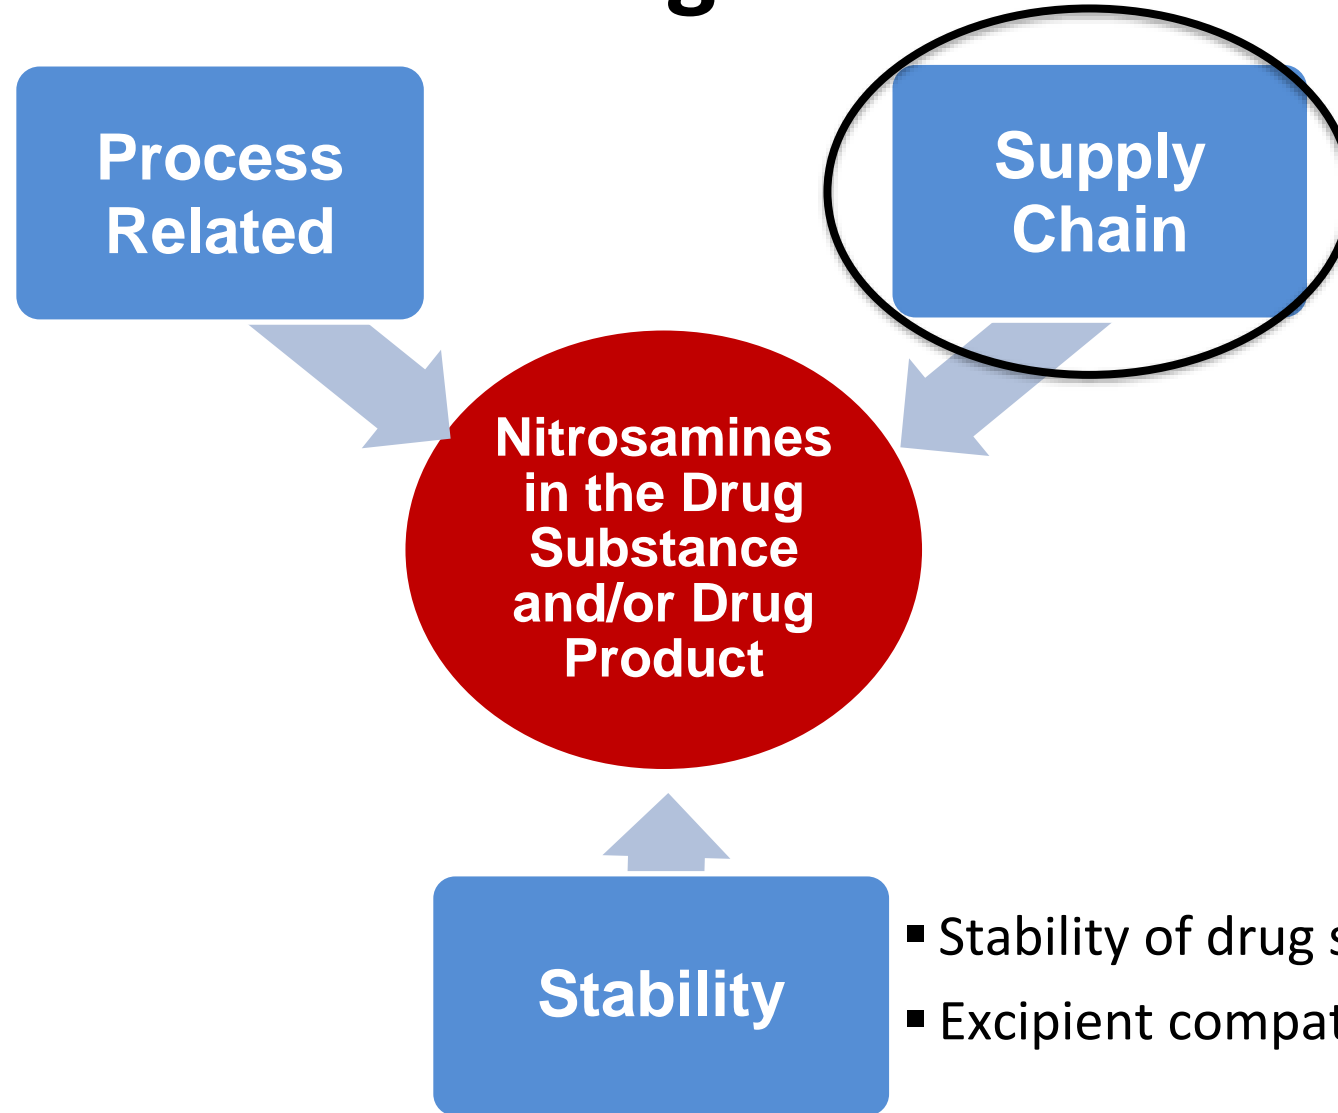 Process
Related
Supply
Chain
Nitrosamines
in the Drug
Substance
and/or Drug
Product
Stability
▪ Stability of drug
▪ Excipient